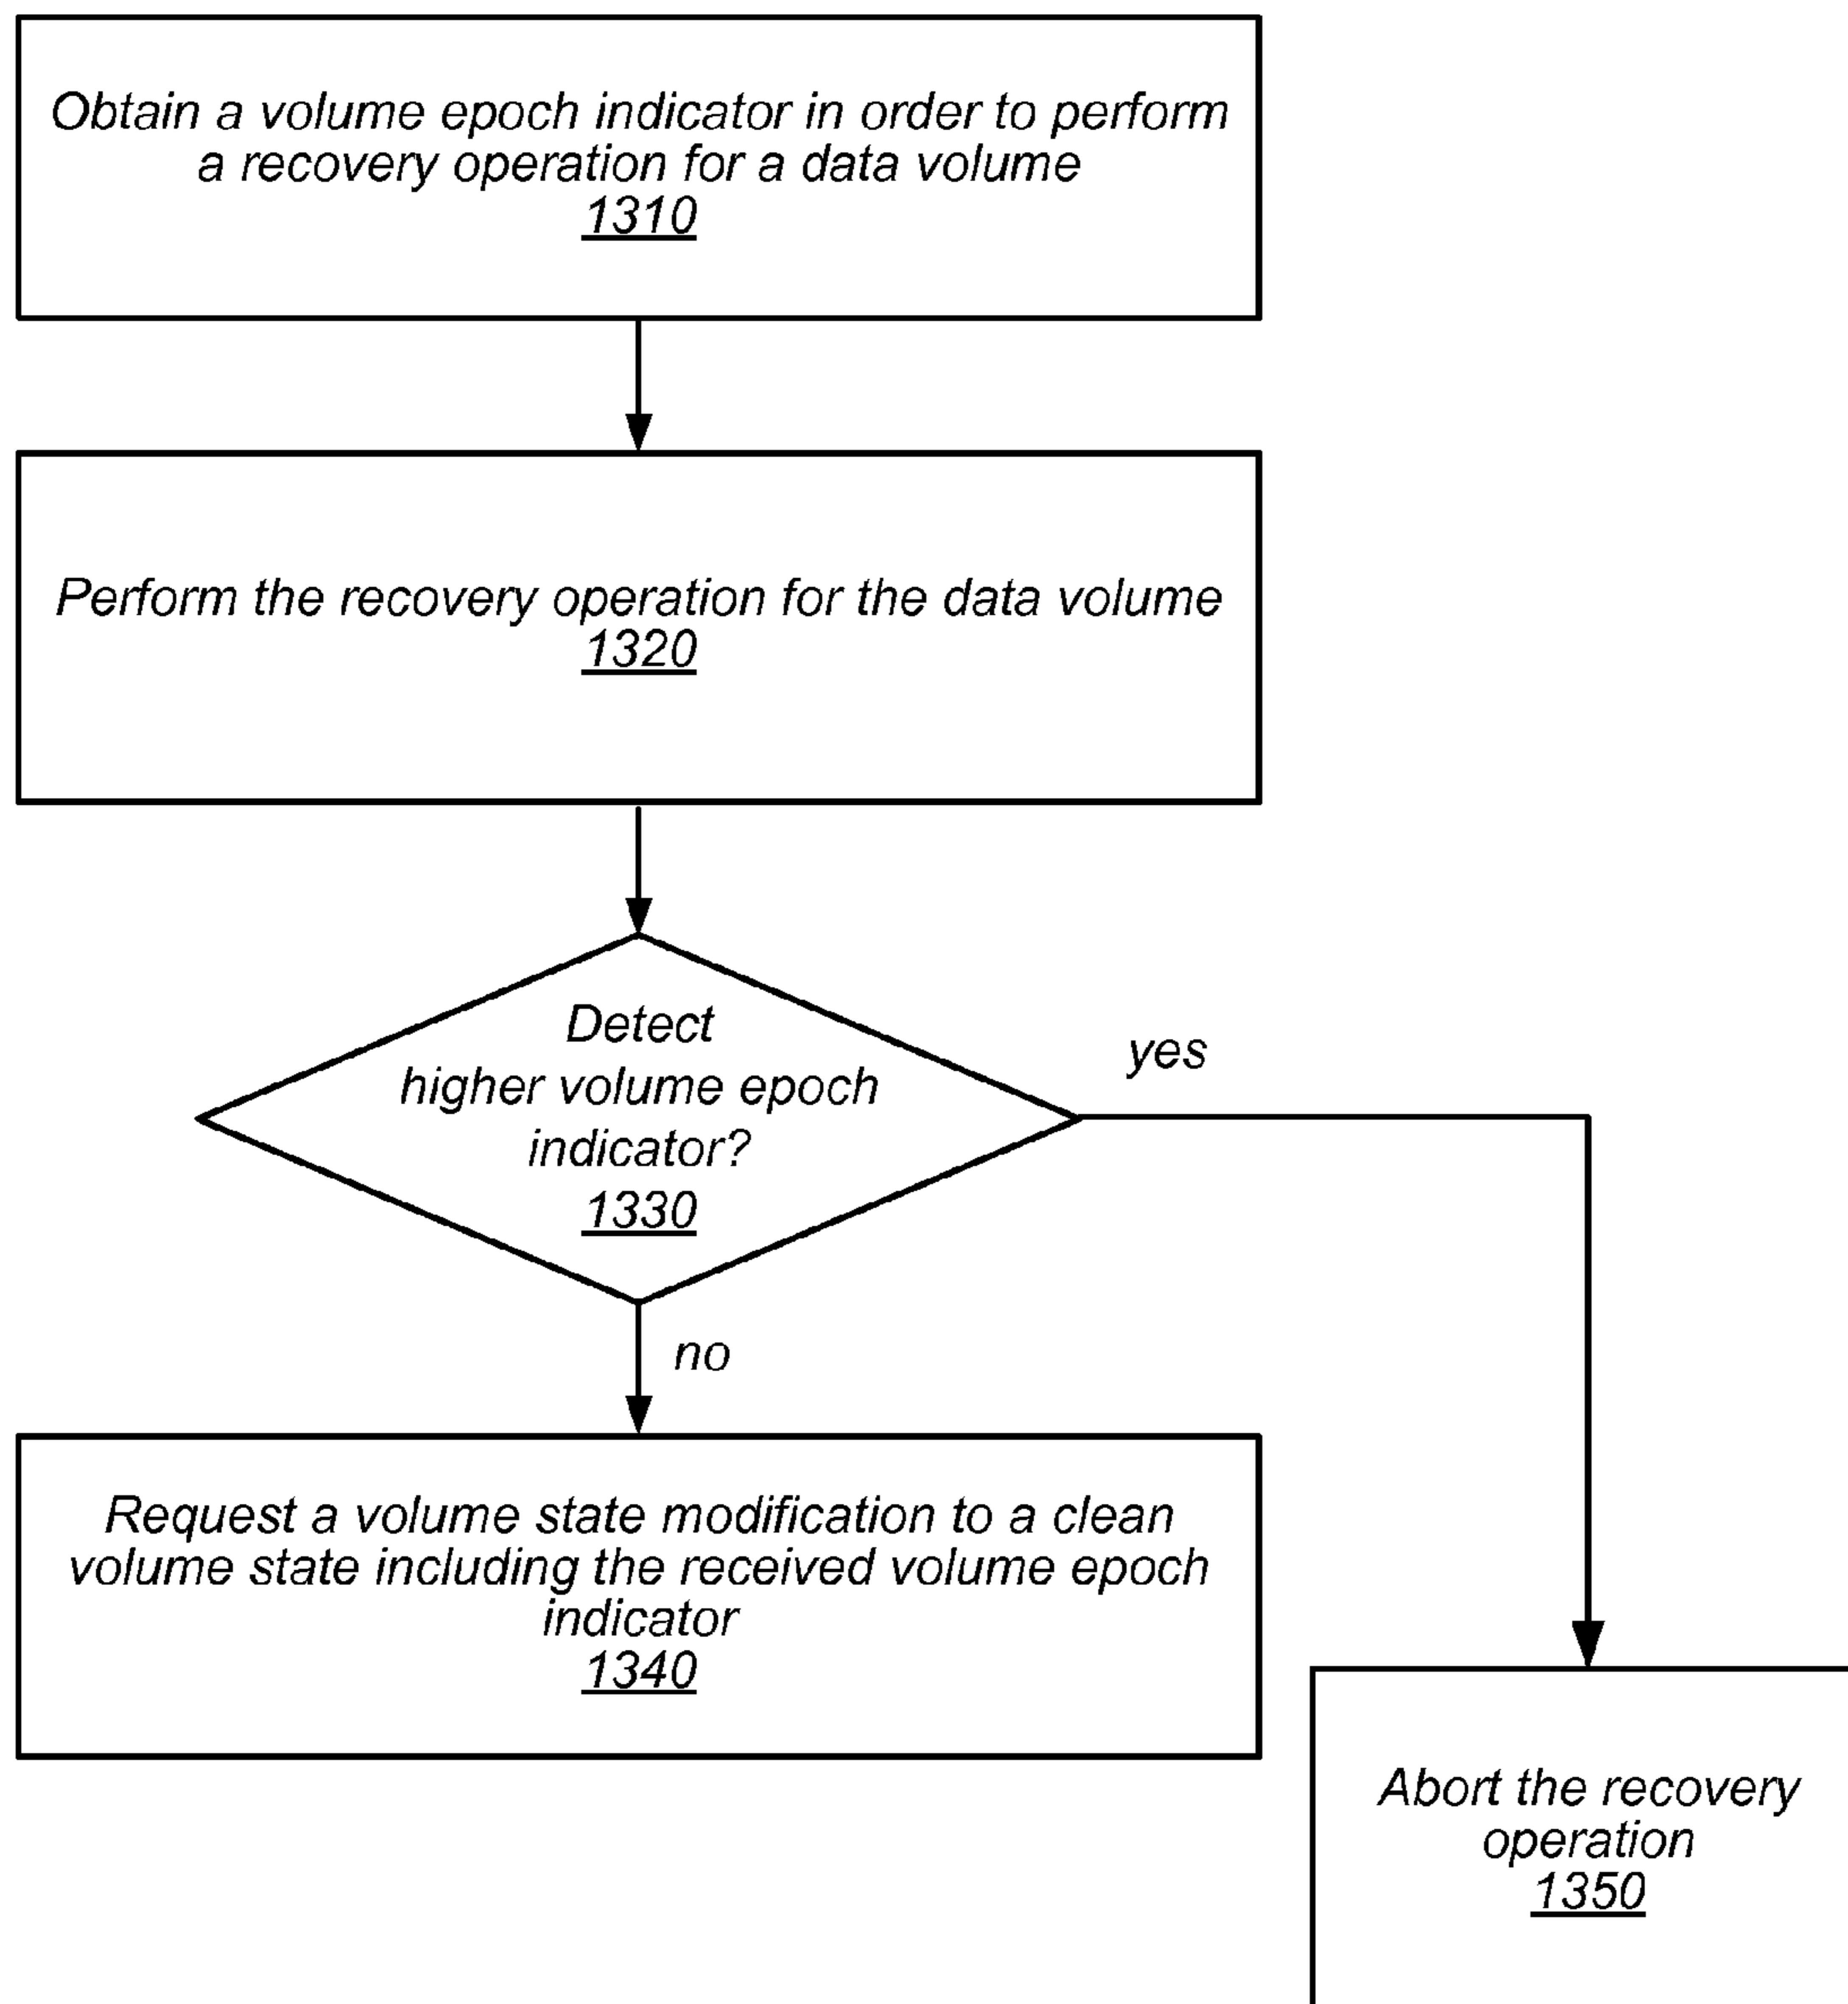 Obtain a volume epoch indicator in order to perform
a recovery operation for a data volume
1310
Perform the recovery operation for the data volume
1320
Detect
higher volume epoch
indicator?
1330
yes
no
Request a volume state modification to a clean
volume state including the received volume epoch
indicator
1340
Abort the recovery
operation
1350